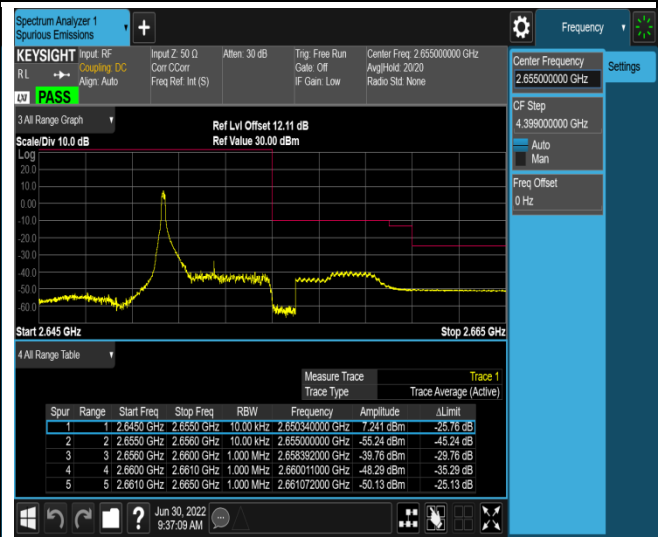 Spectrum Analyzer 1
Spurious Emissions
Frequency
KEYSIGHT Input: RF Input Z: 50 Ω Atten: 30 dB Trig: Free Run Center Freq: 2.655000000 GHz
RL Coupling: DC Corr CCorr Gate: Off Avg|Hold: 20/20
Align: Auto Freq Ref: Int (S) IF Gain: Low Radio Std: None
LXI PASS
Center Frequency
2.655000000 GHz
Settings
CF Step
4.399000000 GHz
Auto
Man
Freq Offset
0 Hz
3 All Range Graph
Ref Lvl Offset 12.11 dB
Scale/Div 10.0 dB Ref Value 30.00 dBm
Log
20.0
10.0
0.00
-10.0
-20.0
-30.0
-40.0
-50.0
-60.0
Start 2.645 GHz Stop 2.665 GHz
4 All Range Table
Measure Trace Trace 1
Trace Type Trace Average (Active)
Spur Range Start Freq Stop Freq RBW Frequency Amplitude ΔLimit
1 1 2.6450 GHz 2.6550 GHz 10.00 kHz 2.650340000 GHz 7.241 dBm -25.76 dB
2 2 2.6550 GHz 2.6560 GHz 10.00 kHz 2.655000000 GHz -55.24 dBm -45.24 dB
3 3 2.6560 GHz 2.6600 GHz 1.000 MHz 2.658392000 GHz -39.76 dBm -29.76 dB
4 4 2.6600 GHz 2.6610 GHz 1.000 MHz 2.660011000 GHz -48.29 dBm -35.29 dB
5 5 2.6610 GHz 2.6650 GHz 1.000 MHz 2.661072000 GHz -50.13 dBm -25.13 dB
? Jun 30, 2022
9:37:09 AM